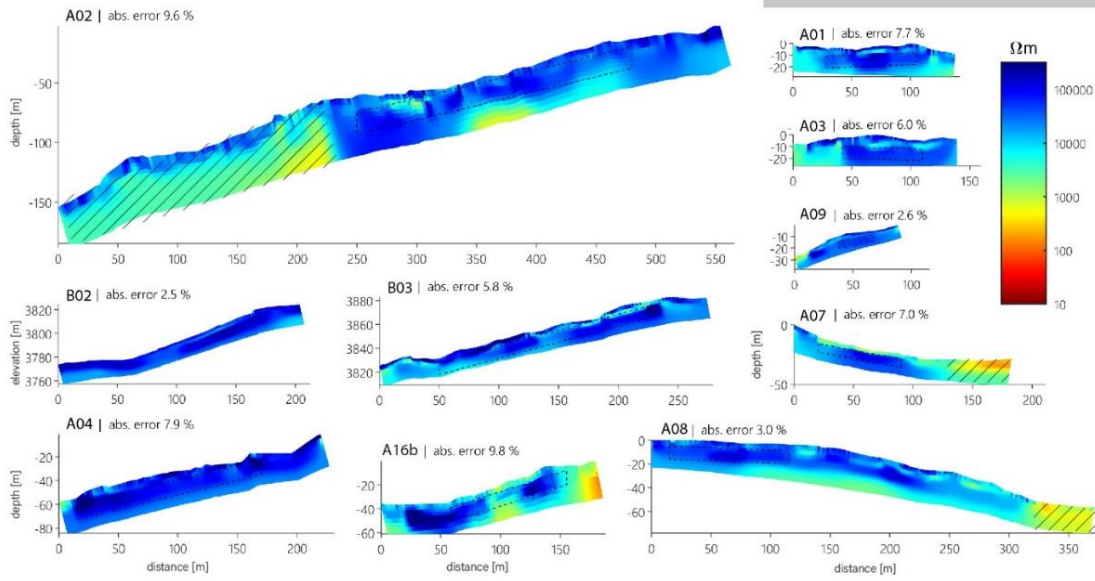 A02 | abs. error 9.6 %
depth [m]
-50
-100
-150
0 50 100 150 200 250 300 350 400 450 500 550
A01 | abs. error 7.7 %
0
-10
-20
0 50 100 150
A03 | abs. error 6.0 %
0
-10
-20
0 50 100 150
A09 | abs. error 2.6 %
-10
-20
-30
0 50 100
Ωm
100000
10000
1000
100
10
B02 | abs. error 2.5 %
elevation [m]
3820
3800
3780
3760
0 50 100 150 200
B03 | abs. error 5.8 %
3880
3860
3840
3820
0 50 100 150 200 250
A07 | abs. error 7.0 %
depth [m]
0
-50
0 50 100 150 200
A04 | abs. error 7.9 %
depth [m]
-20
-40
-60
-80
0 50 100 150 200
distance [m]
A16b | abs. error 9.8 %
-20
-40
-60
0 50 100 150
distance [m]
A08 | abs. error 3.0 %
0
-20
-40
-60
0 50 100 150 200 250 300 350
distance [m]